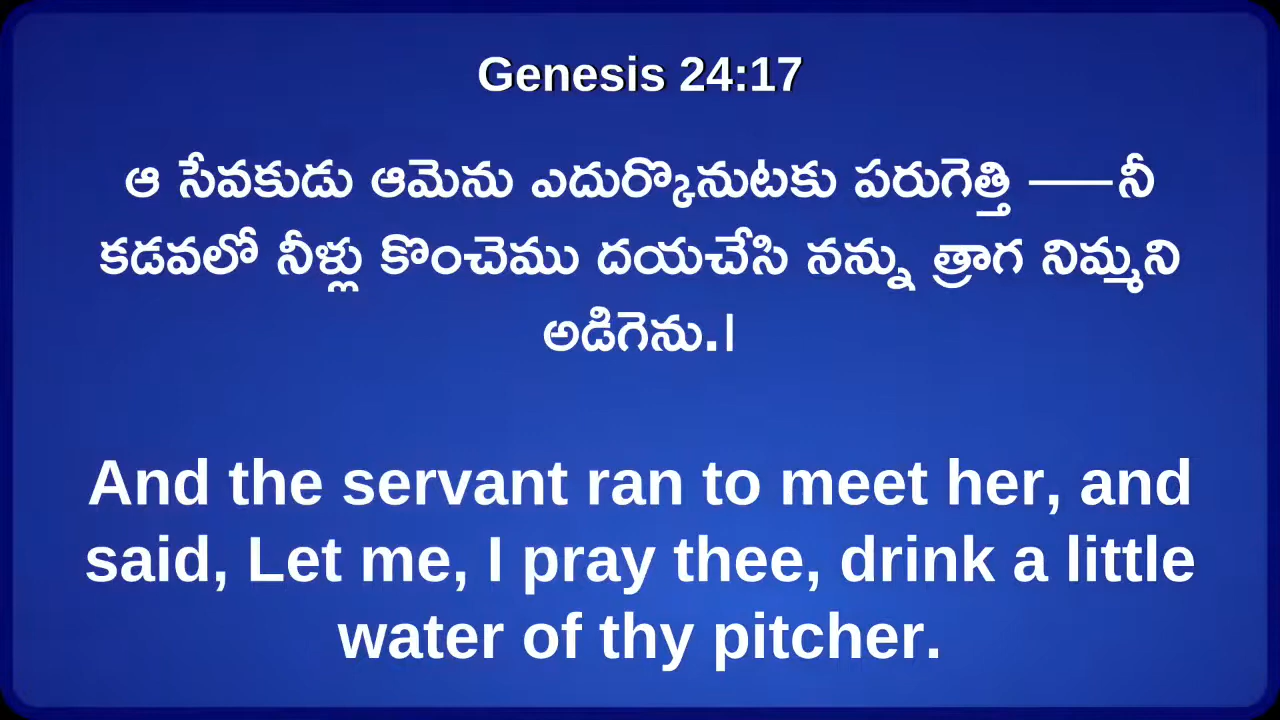 Genesis 24:17
ఆ సేవకుడు ఆమెను ఎదుర్కొనుటకు పరుగెత్తి ––నీ
కడవలో నీళ్లు కొంచెము దయచేసి నన్ను త్రాగ నిమ్మని
అడిగెను.।
And the servant ran to meet her, and
said, Let me, I pray thee, drink a little
water of thy pitcher.